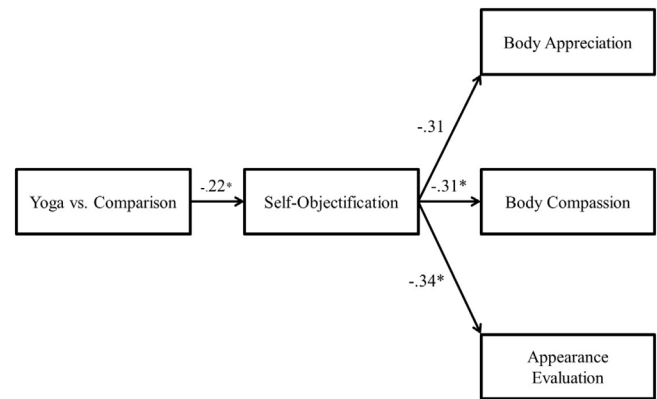 Body Appreciation
-.31
Yoga vs. Comparison
-.22*
Self-Objectification
-.31*
Body Compassion
-.34*
Appearance
Evaluation